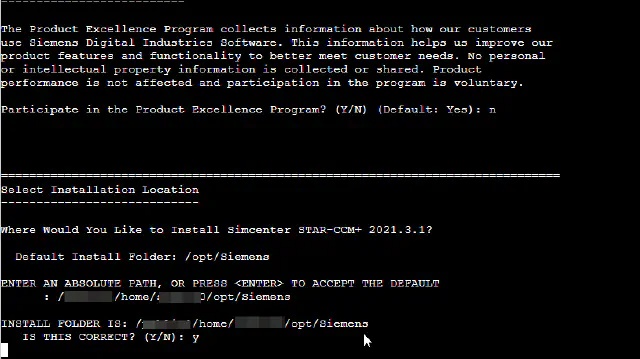 The Product Excellence Program collects information about how our customers
use Siemens Digital Industries Software. This information helps us improve our
product features and functionality to better meet customer needs. No personal
or intellectual property information is collected or shared. Product
performance is not affected and participation in the program is voluntary.
Participate in the Product Excellence Program? (Y/N) (Default: Yes): n
===============================================================================
Select Installation Location
----------------------------
Where Would You Like to Install Simcenter STAR-CCM+ 2021.3.1?
Default Install Folder: /opt/Siemens
ENTER AN ABSOLUTE PATH, OR PRESS <ENTER> TO ACCEPT THE DEFAULT
: / /home/ 0/opt/Siemens
INSTALL FOLDER IS: / /home/ /opt/Siemens
IS THIS CORRECT? (Y/N): y